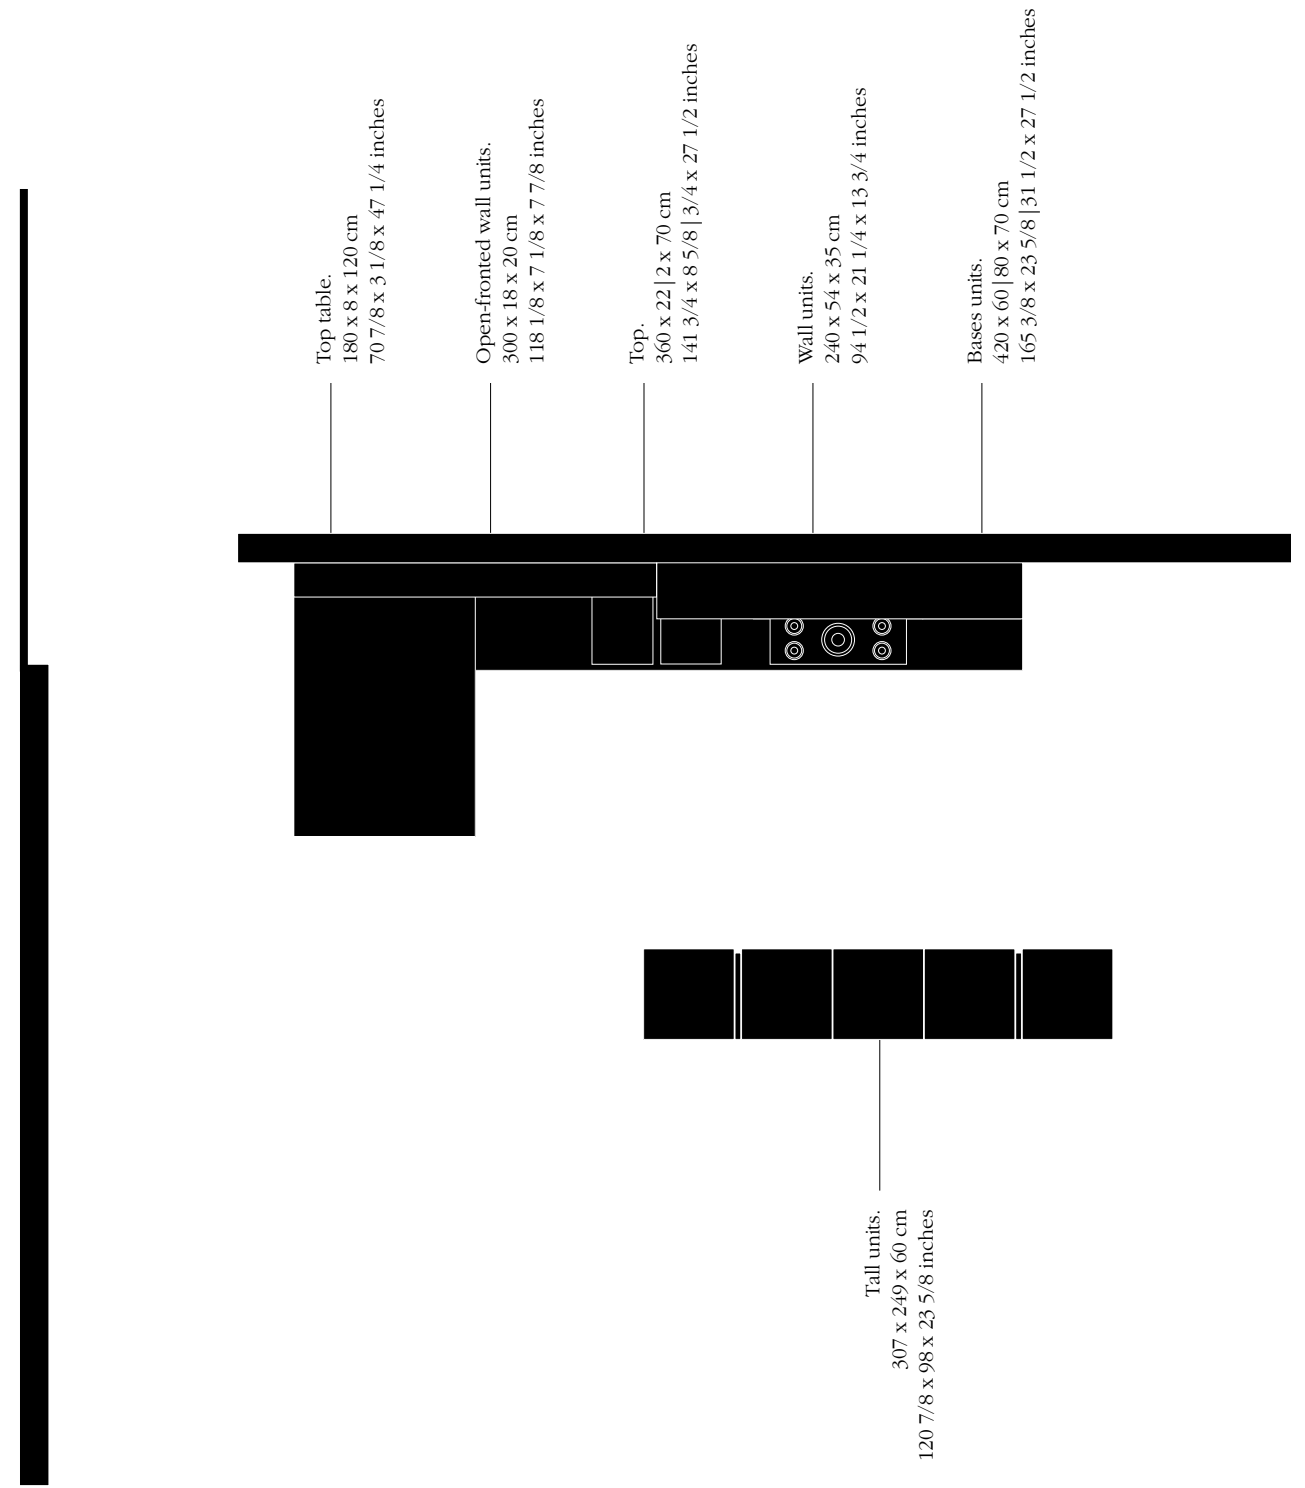 Top table.
180 x 8 x 120 cm
70 7/8 x 3 1/8 x 47 1/4 inches
Open-fronted wall units.
300 x 18 x 20 cm
118 1/8 x 7 1/8 x 7 7/8 inches
Top.
360 x 22|2 x 70 cm
141 3/4 x 8 5/8|3/4 x 27 1/2 inches
Wall units.
240 x 54 x 35 cm
94 1/2 x 21 1/4 x 13 3/4 inches
Bases units.
420 x 60|80 x 70 cm
165 3/8 x 23 5/8|31 1/2 x 27 1/2 inches
Tall units.
307 x 249 x 60 cm
120 7/8 x 98 x 23 5/8 inches